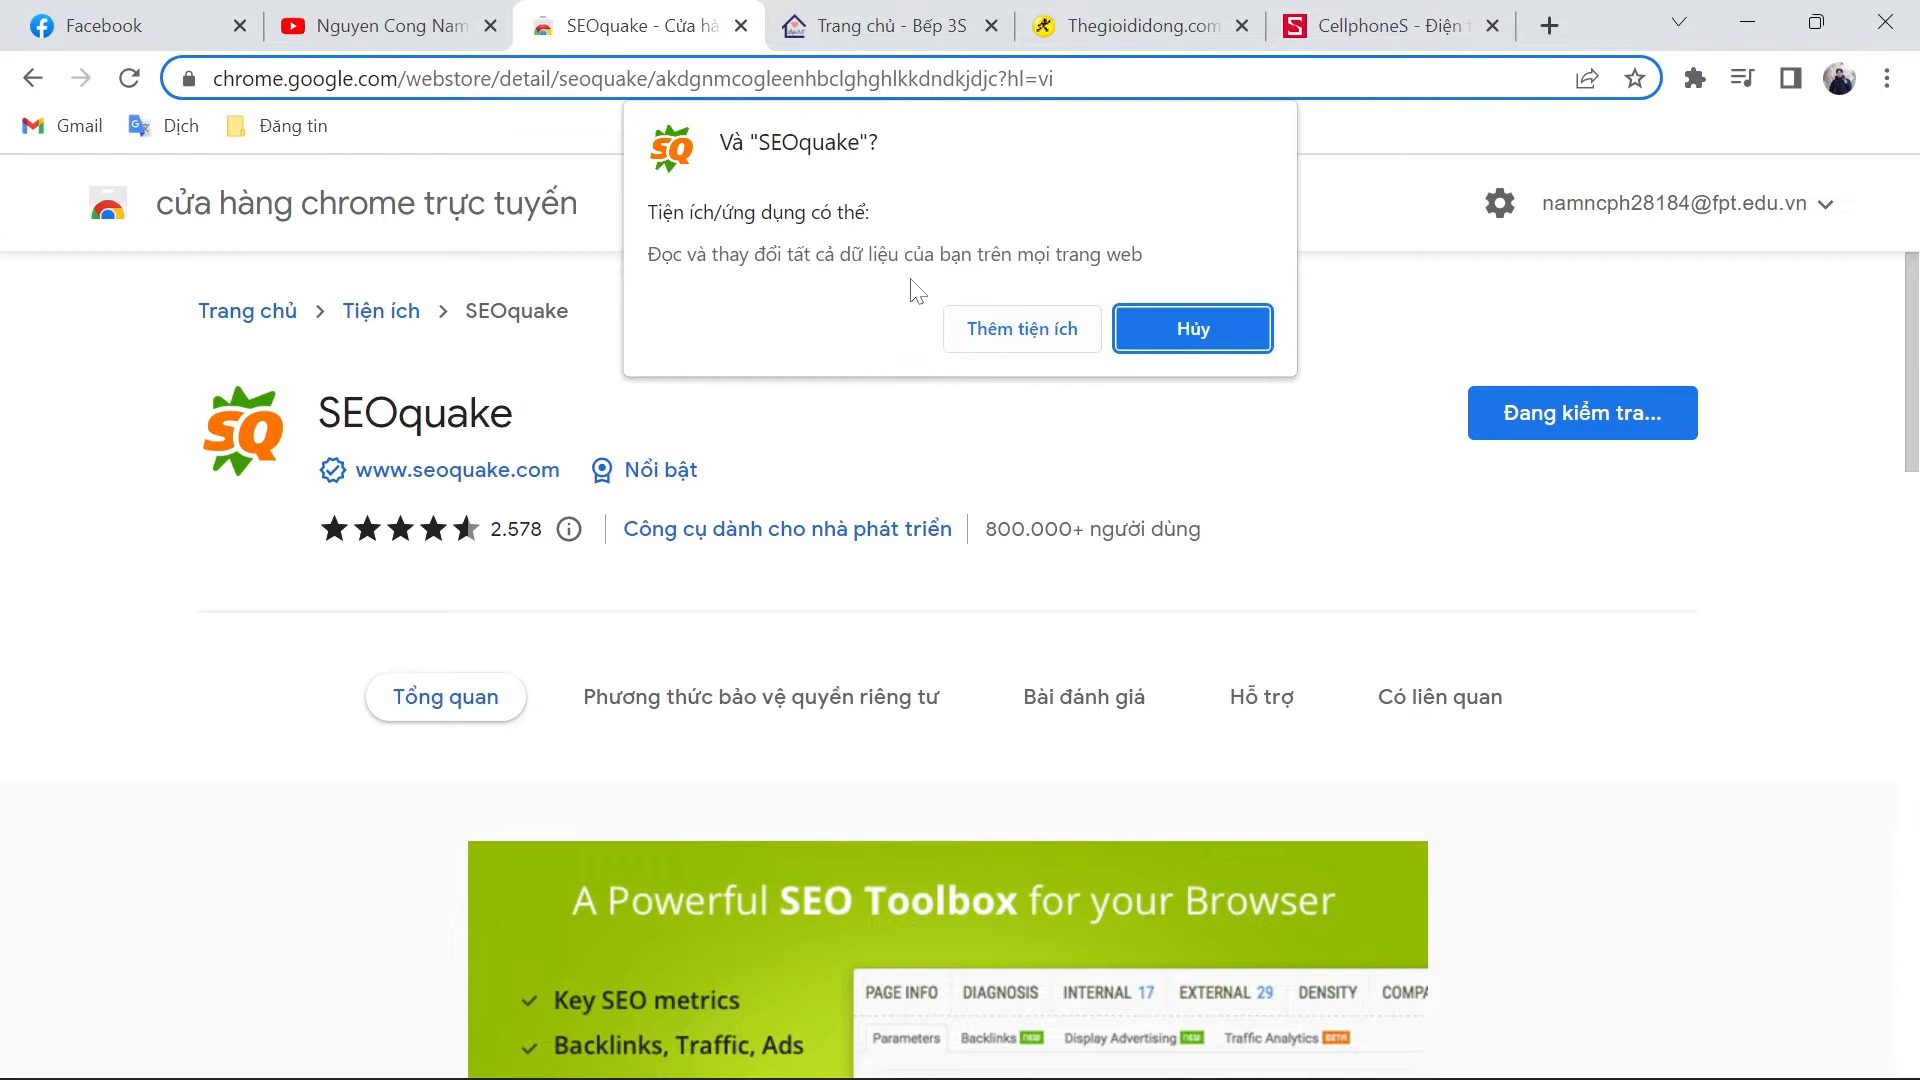 Facebook
Nguyen Cong Nam
SEOquake - Cửa hà
Trang chủ - Bếp 3S
Thegioididong.com
CellphoneS - Điện t
chrome.google.com/webstore/detail/seoquake/akdgnmcogleenhbclghghlkkdndkjdjc?hl=vi
Gmail
Dịch
Đăng tin
SQ
Và "SEOquake"?
Tiện ích/ứng dụng có thể:
Đọc và thay đổi tất cả dữ liệu của bạn trên mọi trang web
Thêm tiện ích
Hủy
cửa hàng chrome trực tuyến
namncph28184@fpt.edu.vn
Trang chủ > Tiện ích > SEOquake
SQ
SEOquake
Đang kiểm tra...
www.seoquake.com
Nổi bật
2.578
Công cụ dành cho nhà phát triển
800.000+ người dùng
Tổng quan
Phương thức bảo vệ quyền riêng tư
Bài đánh giá
Hỗ trợ
Có liên quan
A Powerful SEO Toolbox for your Browser
Key SEO metrics
Backlinks, Traffic, Ads
PAGE INFO DIAGNOSIS INTERNAL 17 EXTERNAL 29 DENSITY COMPA
Parameters Backlinks NEW Display Advertising NEW Traffic Analytics BETA